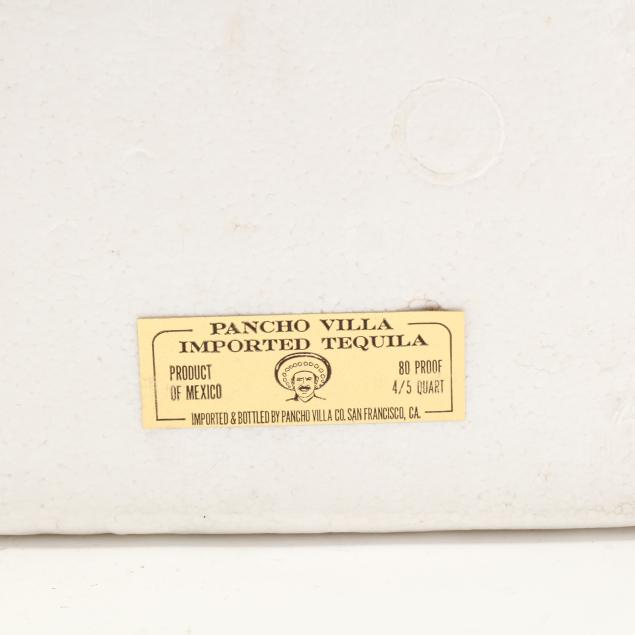 PANCHO VILLA
IMPORTED TEQUILA
PRODUCT
OF MEXICO
80 PROOF
4/5 QUART
IMPORTED & BOTTLED BY PANCHO VILLA CO. SAN FRANCISCO, CA.